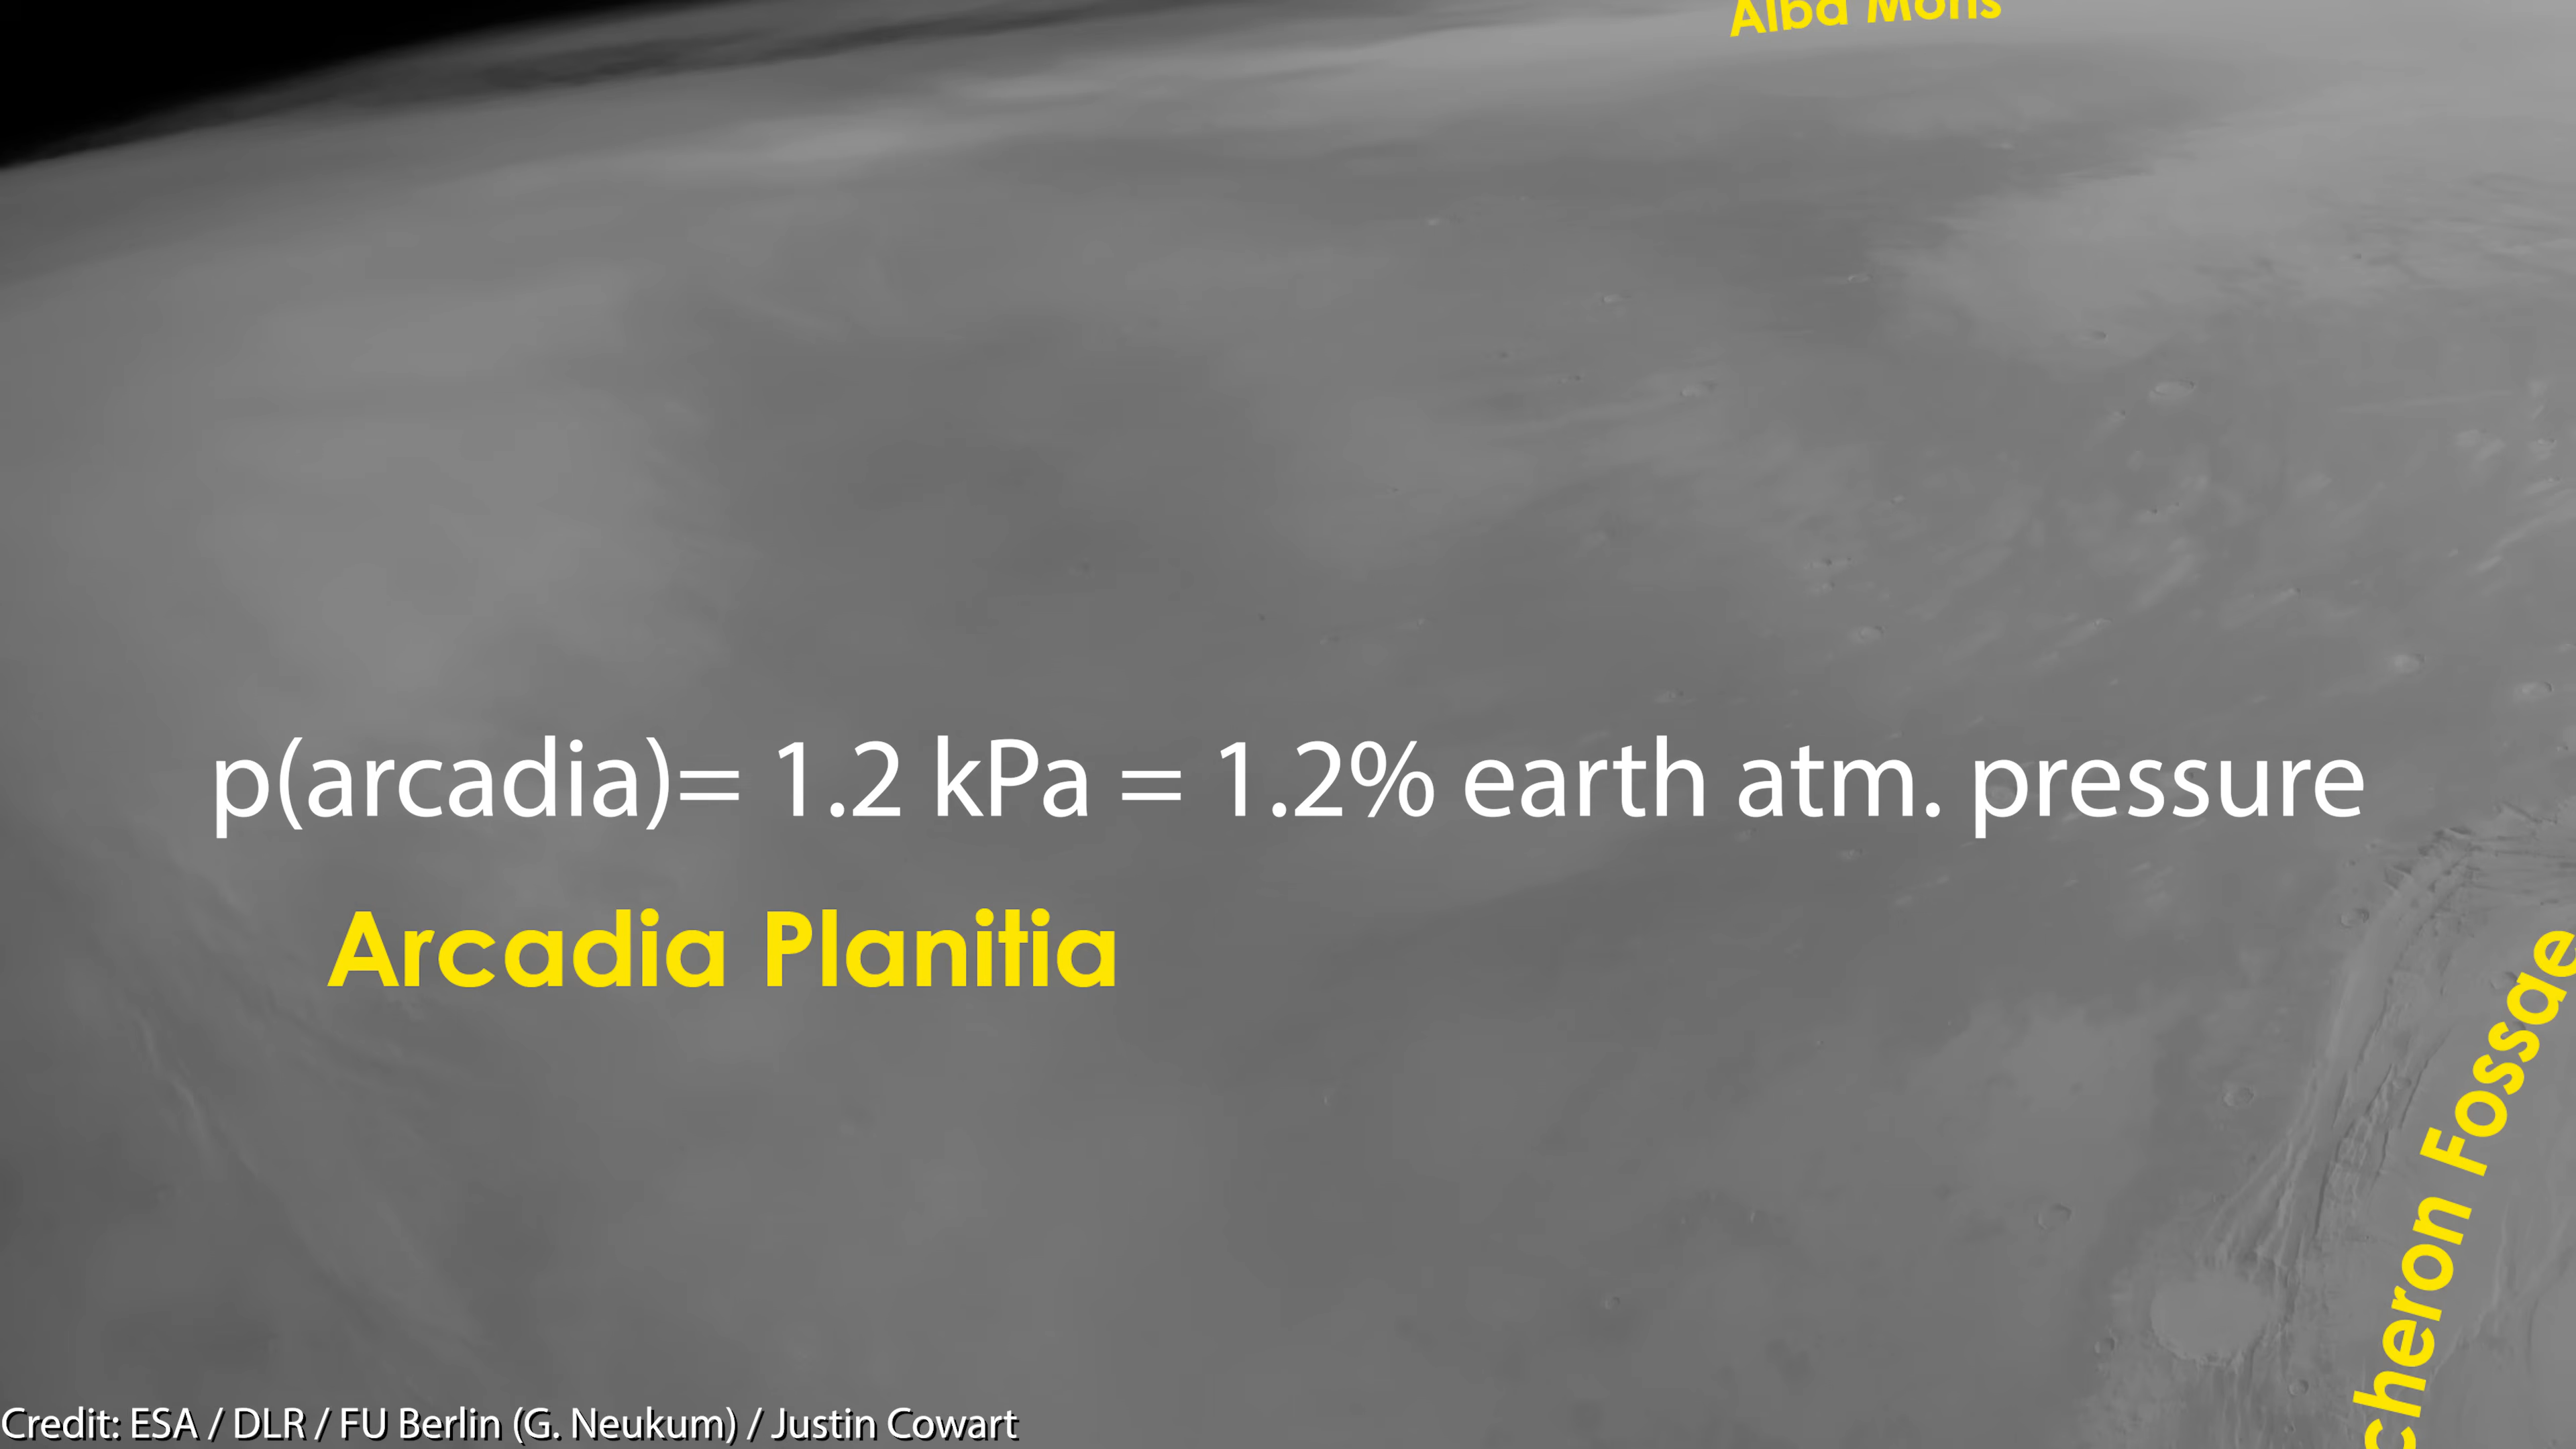 Alba Mons
p(arcadia)= 1.2 kPa = 1.2% earth atm. pressure
Arcadia Planitia
cheron Fossae
Credit: ESA / DLR / FU Berlin (G. Neukum) / Justin Cowart